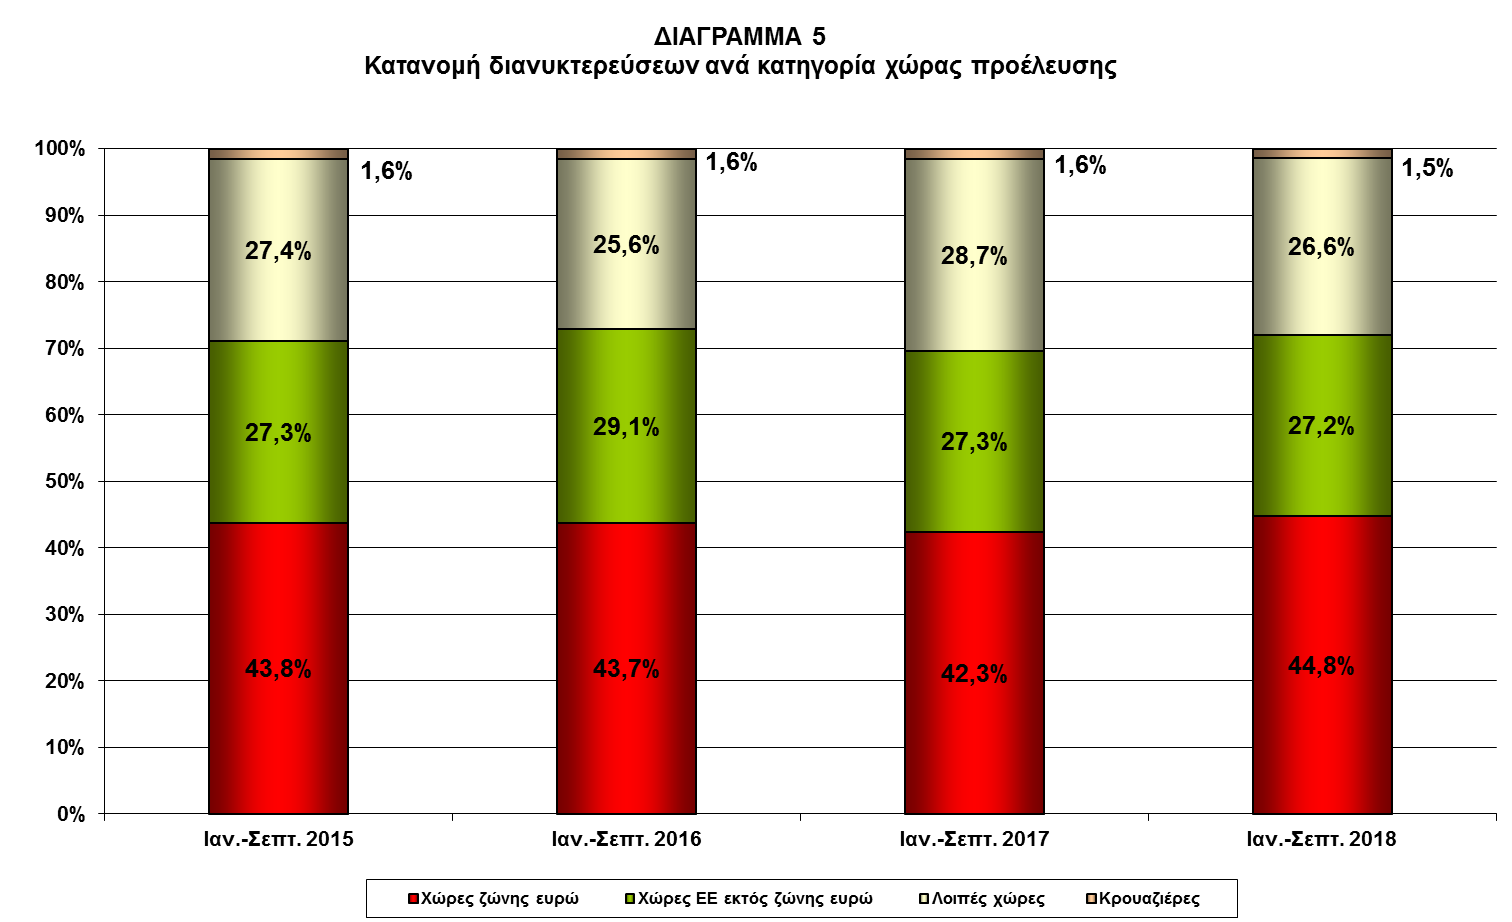 ΔΙΑΓΡΑΜΜΑ 5
Κατανομή διανυκτερεύσεων ανά κατηγορία χώρας προέλευσης
100%
90%
80%
70%
60%
50%
40%
30%
20%
10%
0%
1,6%
1,6%
1,6%
1,5%
27,4%
25,6%
28,7%
26,6%
27,3%
29,1%
27,3%
27,2%
43,8%
43,7%
42,3%
44,8%
Ιαν.-Σεπτ. 2015
Ιαν.-Σεπτ. 2016
Ιαν.-Σεπτ. 2017
Ιαν.-Σεπτ. 2018
Χώρες ζώνης ευρώ
Χώρες ΕΕ εκτός ζώνης ευρώ
Λοιπές χώρες
Κρουαζιέρες